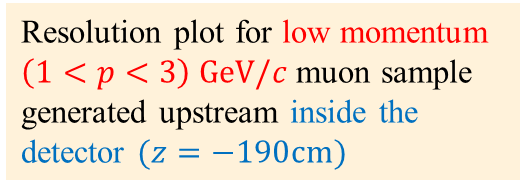 Resolution plot for low momentum
(1 < p < 3) GeV/c muon sample
generated upstream inside the
detector (z = −190cm)